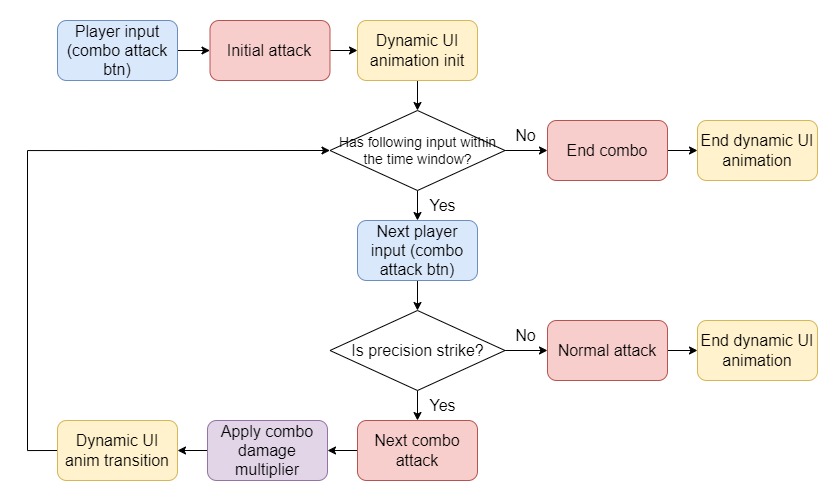 Player input
(combo attack
btn)
Initial attack
Dynamic UI
animation init
Has following input within
the time window?
No
End combo
End dynamic UI
animation
Yes
Next player
input (combo
attack btn)
Is precision strike?
No
Normal attack
End dynamic UI
animation
Yes
Next combo
attack
Apply combo
damage
multiplier
Dynamic UI
anim transition